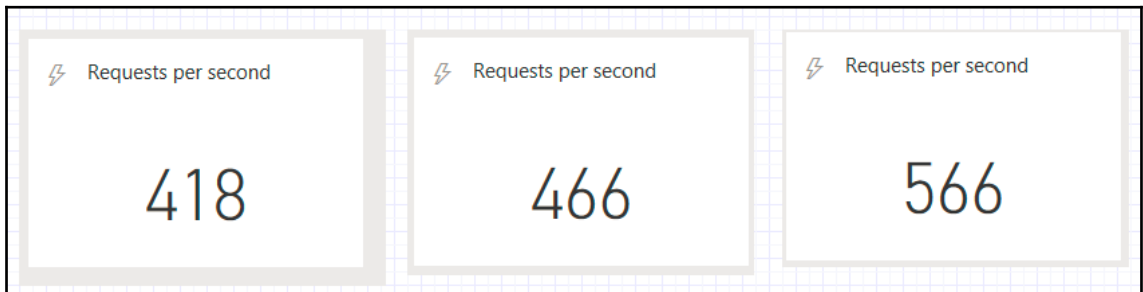 Requests per second
418
Requests per second
466
Requests per second
566